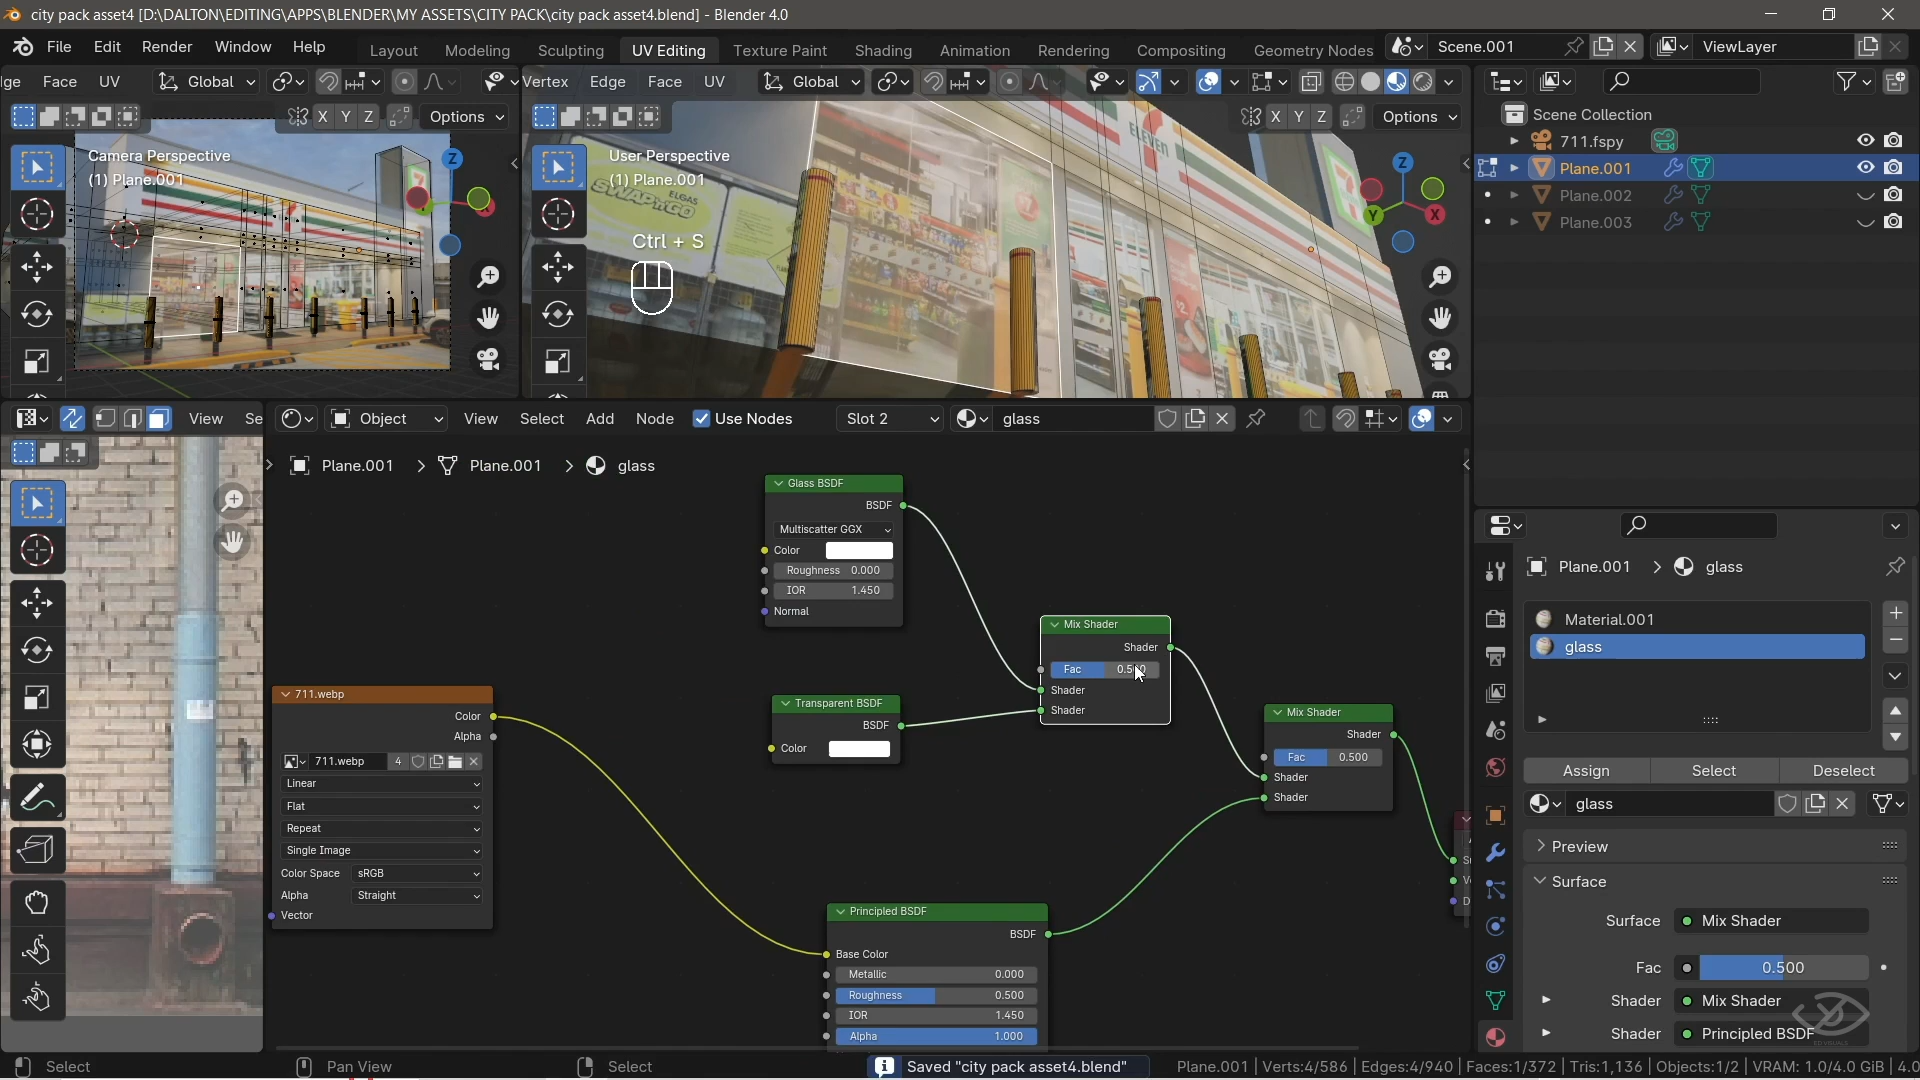 city pack asset4 [D:\DALTON\EDITING\APPS\BLENDER\MY ASSETS\CITY PACK\city pack asset4.blend] - Blender 4.0
File Edit Render Window Help
Layout Modeling Sculpting UV Editing Texture Paint Shading Animation Rendering Compositing Geometry Nodes
Scene.001
ViewLayer
ge Face UV Global
Vertex Edge Face UV Global
X Y Z Options
X Y Z Options
Camera Perspective
(1) Plane.001
User Perspective
(1) Plane.001
Ctrl + S
ELEVEN
ELGAS
SWAP'n'GO
Z
Z
Y
X
Scene Collection
711.fspy
Plane.001
Plane.002
Plane.003
View Se
Object View Select Add Node Use Nodes Slot 2 glass
Plane.001 > Plane.001 > glass
Glass BSDF
BSDF
Multiscatter GGX
Color
Roughness 0.000
IOR 1.450
Normal
Transparent BSDF
BSDF
Color
Mix Shader
Shader
Fac
Shader
Shader
Mix Shader
Shader
Fac 0.500
Shader
Shader
711.webp
Color
Alpha
711.webp 4
Linear
Flat
Repeat
Single Image
Color Space sRGB
Alpha Straight
Vector
Principled BSDF
BSDF
Base Color
Metallic 0.000
Roughness 0.500
IOR 1.450
Alpha 1.000
Plane.001 > glass
Material.001
glass
Assign Select Deselect
glass
Preview
Surface
Surface Mix Shader
Fac 0.500
Shader Mix Shader
Shader Principled BSDF
Select Pan View Select
Saved "city pack asset4.blend"
Plane.001 | Verts:4/586 | Edges:4/940 | Faces:1/372 | Tris:1,136 | Objects:1/2 | VRAM: 1.0/4.0 GiB | 4.0